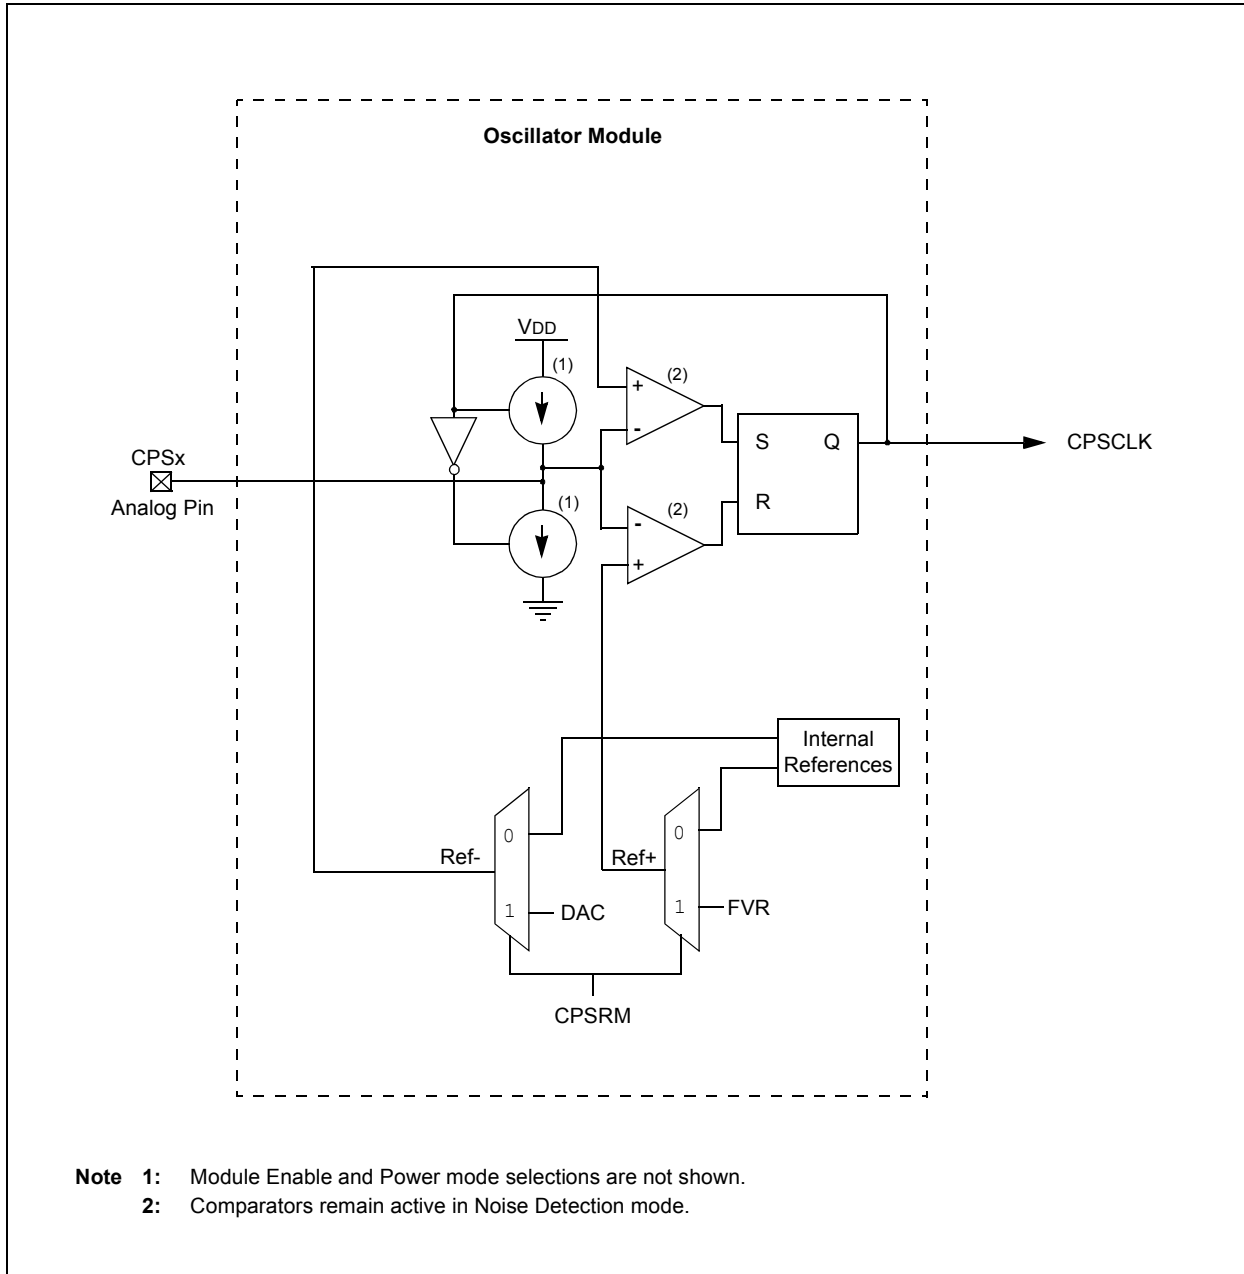 Oscillator Module
VDD
(1)
(2)
+
-
S Q
CPSCLK
CPSx
Analog Pin
(1)
(2)
R
-
+
Internal
References
0
0
Ref-
Ref+
1
DAC
1
FVR
CPSRM
Note 1: Module Enable and Power mode selections are not shown.
2: Comparators remain active in Noise Detection mode.